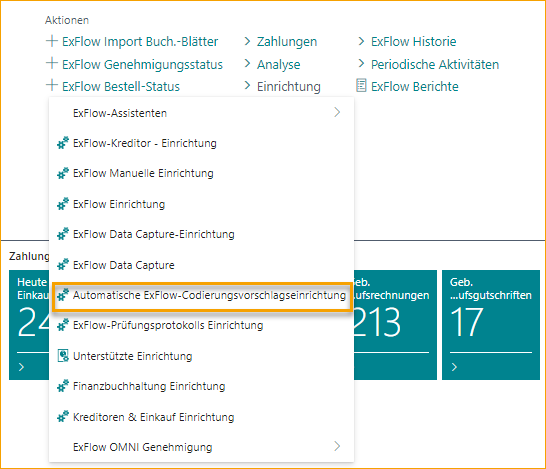 Aktionen
ExFlow Import Buch.-Blätter
Zahlungen
ExFlow Historie
ExFlow Genehmigungsstatus
Analyse
Periodische Aktivitäten
ExFlow Bestell-Status
Einrichtung
ExFlow Berichte
ExFlow-Assistenten
ExFlow-Kreditor - Einrichtung
ExFlow Manuelle Einrichtung
ExFlow Einrichtung
ExFlow Data Capture-Einrichtung
ExFlow Data Capture
Automatische ExFlow-Codierungsvorschlagseinrichtung
ExFlow-Prüfungsprotokolls Einrichtung
Unterstützte Einrichtung
Finanzbuchhaltung Einrichtung
Kreditoren & Einkauf Einrichtung
ExFlow OMNI Genehmigung
Zahlung
Heute
Einkau
24
Geb.
...ufsrechnungen
213
Geb.
...ufsgutschriften
17